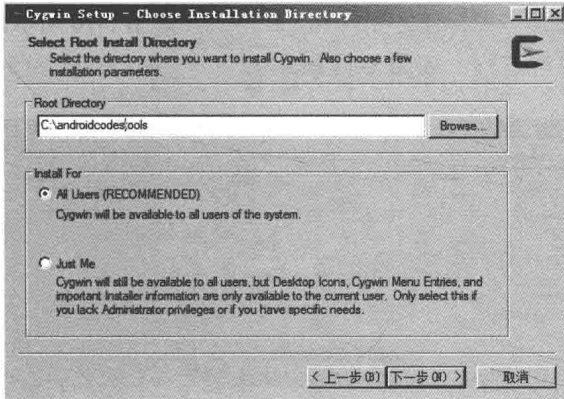 Cygwin Setup - Choose Installation Directory
Select Root Install Directory
Select the directory where you want to install Cygwin. Also choose a few
installation parameters.
Root Directory
C:\androidcodes\tools
Browse...
Install For
All Users (RECOMMENDED)
Cygwin will be available to all users of the system.
Just Me
Cygwin will still be available to all users, but Desktop Icons, Cygwin Menu Entries, and
important Installer information are only available to the current user. Only select this if
you lack Administrator privileges or if you have specific needs.
< 上一步(B) 下一步(N) > 取消